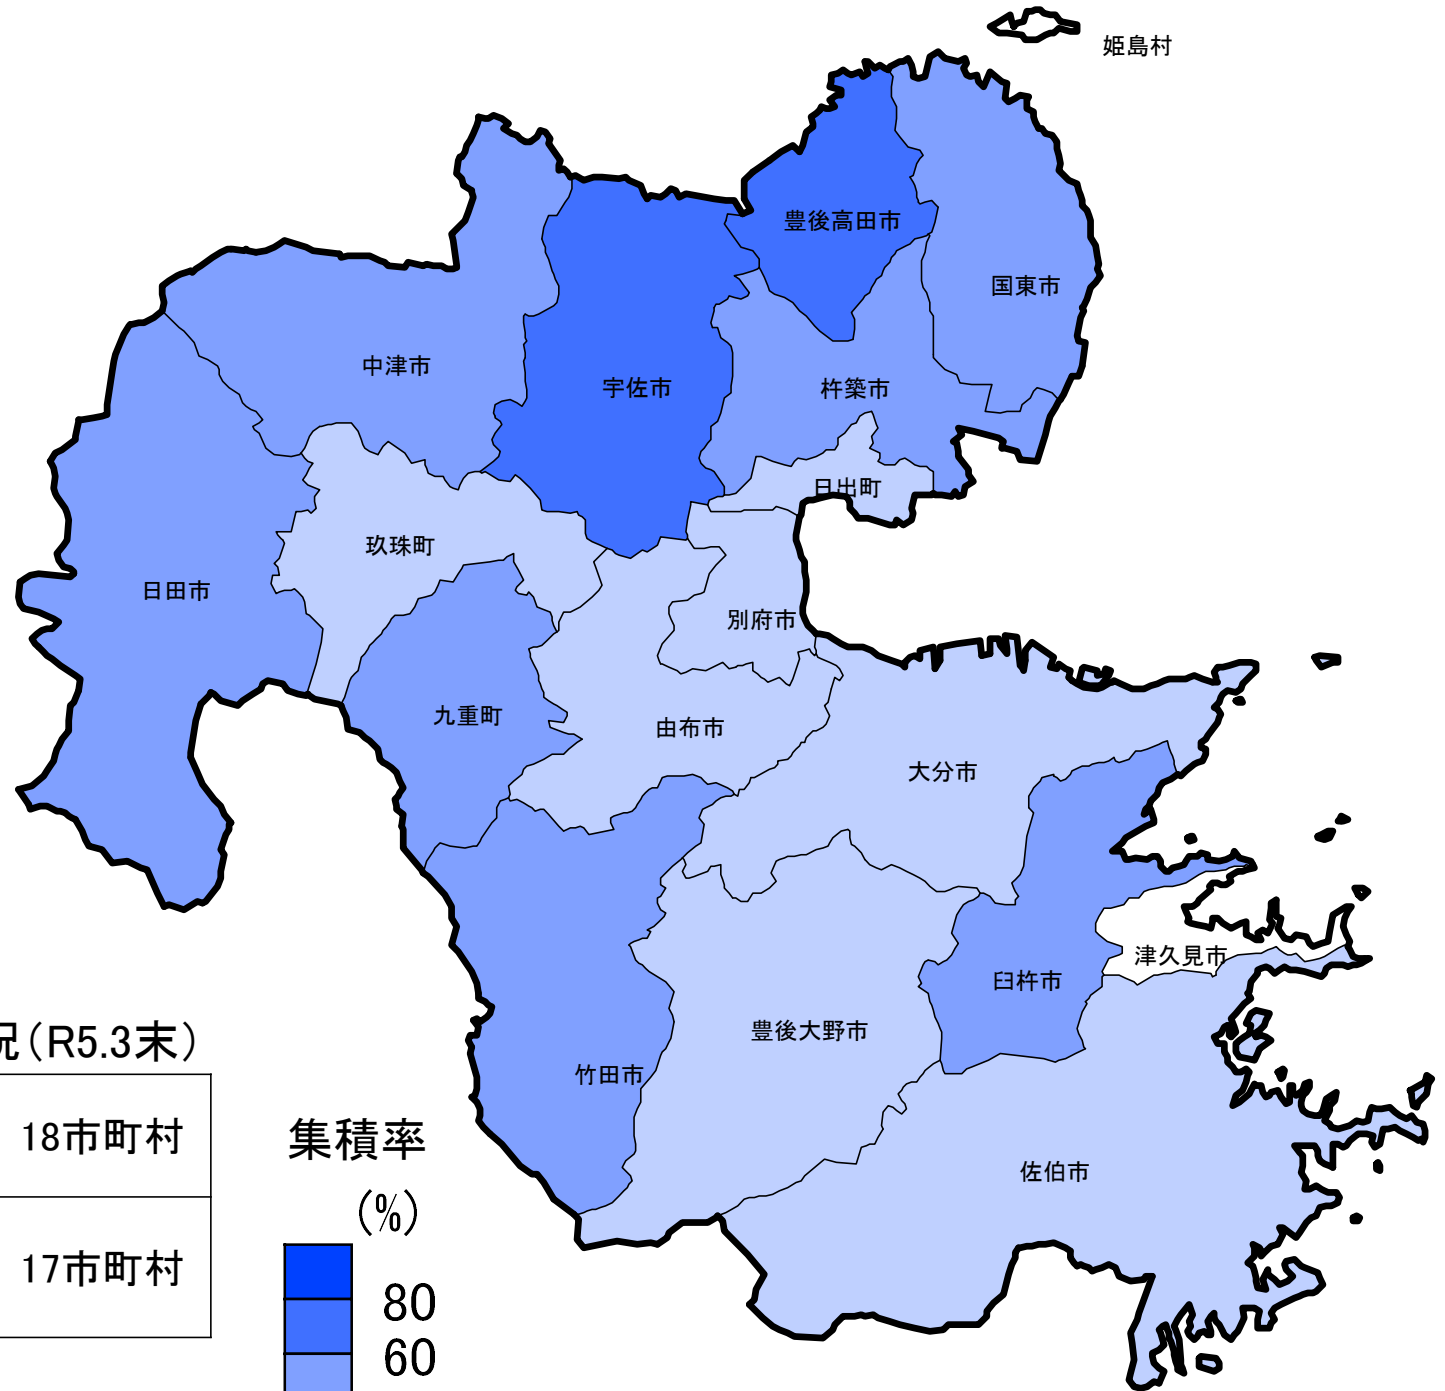 姫島村
豊後高田市
国東市
中津市
宇佐市
杵築市
日出町
玖珠町
日田市
別府市
九重町
由布市
大分市
津久見市
臼杵市
豊後大野市
竹田市
佐伯市
況(R5.3末)
18市町村
17市町村
集積率
(%)
80
60